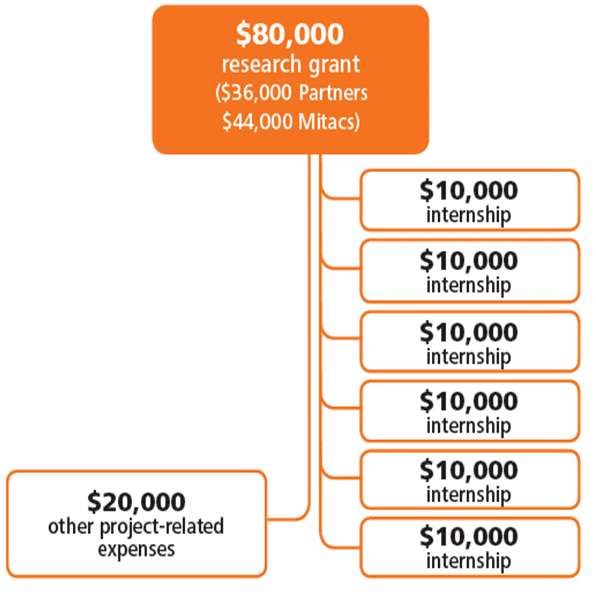 $80,000
research grant
($36,000 Partners
$44,000 Mitacs)
$10,000
internship
$10,000
internship
$10,000
internship
$10,000
internship
$10,000
internship
$10,000
internship
$20,000
other project-related
expenses